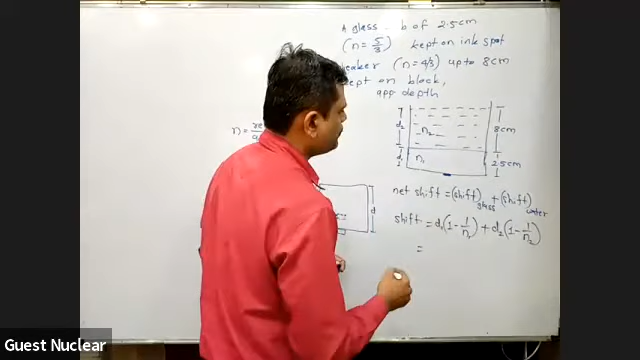 A glass b of 2.5cm
(n = 5/3) kept on ink spot
beaker (n = 4/3) up to 8cm
kept on block,
app depth
n =
d
d2
n2
8cm
d1
n1
2.5cm
net shift = (shift)glass + (shift)water
shift = d1(1 - 1/n1) + d2(1 - 1/n2)
=
Guest Nuclear